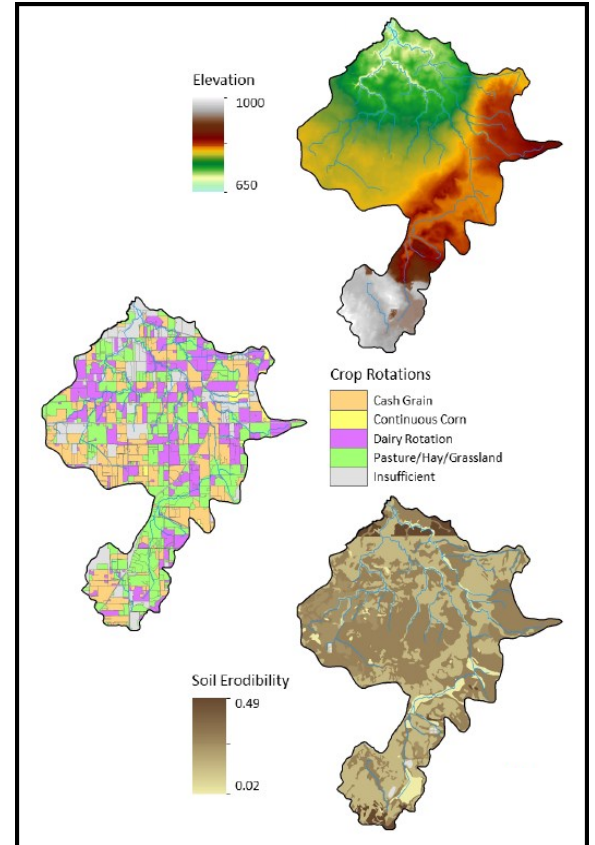 Elevation
1000
650
Crop Rotations
Cash Grain
Continuous Corn
Dairy Rotation
Pasture/Hay/Grassland
Insufficient
Soil Erodibility
0.49
0.02